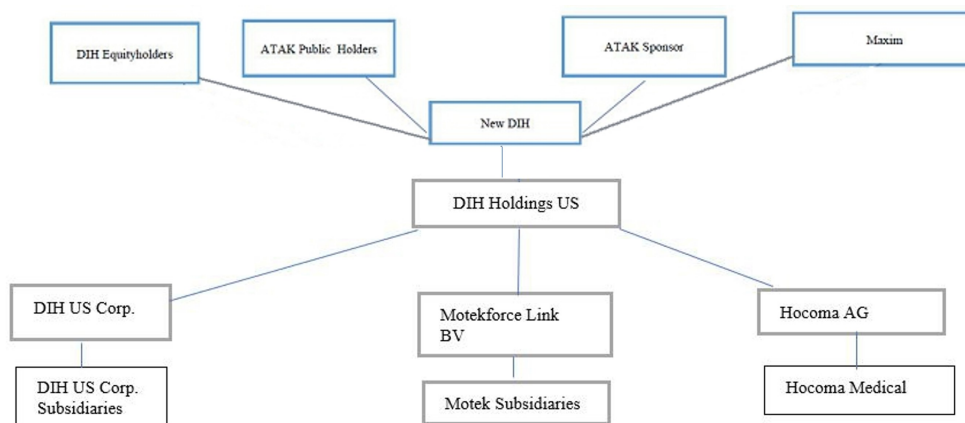 DIH Equityholders
ATAK Public Holders
ATAK Sponsor
Maxim
New DIH
DIH Holdings US
DIH US Corp.
Motekforce Link
BV
Hocoma AG
DIH US Corp.
Subsidiaries
Motek Subsidiaries
Hocoma Medical